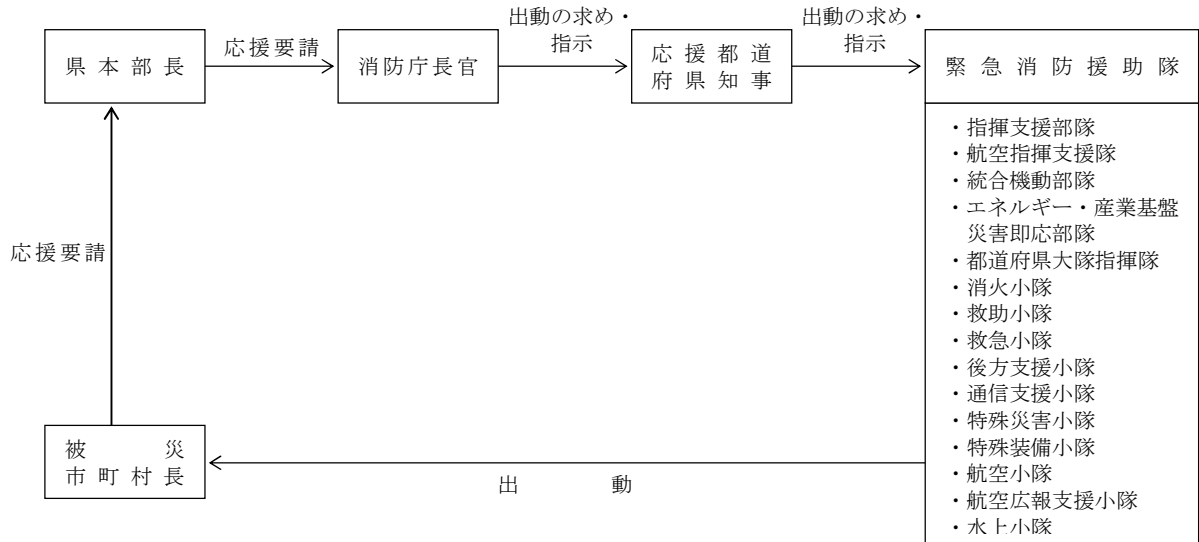 応援要請
出動の求め・
指示
出動の求め・
指示
県本部長
消防庁長官
応援都道
府県知事
緊急消防援助隊
・指揮支援部隊
・航空指揮支援隊
・統合機動部隊
・エネルギー・産業基盤
災害即応部隊
・都道府県大隊指揮隊
・消火小隊
・救助小隊
・救急小隊
・後方支援小隊
・通信支援小隊
・特殊災害小隊
・特殊装備小隊
・航空小隊
・航空広報支援小隊
・水上小隊
応援要請
被災
市町村長
出動